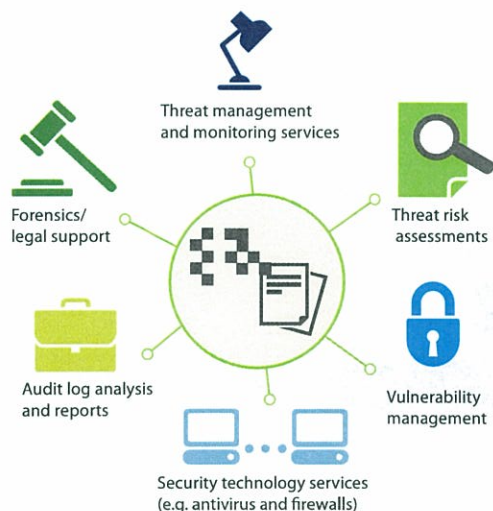 Threat management
and monitoring services
Forensics/
legal support
Threat risk
assessments
Audit log analysis
and reports
Vulnerability
management
Security technology services
(e.g. antivirus and firewalls)